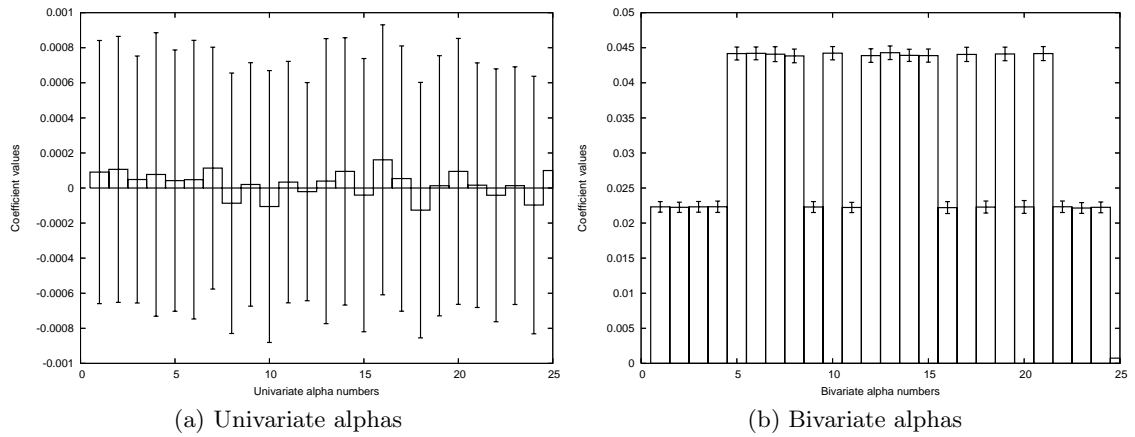 0.001
0.0008
0.0006
0.0004
0.0002
0
-0.0002
-0.0004
-0.0006
-0.0008
-0.001
Coefficient values
0 5 10 15 20 25
Univariate alpha numbers
(a) Univariate alphas
0.05
0.045
0.04
0.035
0.03
0.025
0.02
0.015
0.01
0.005
0
Coefficient values
0 5 10 15 20 25
Bivariate alpha numbers
(b) Bivariate alphas